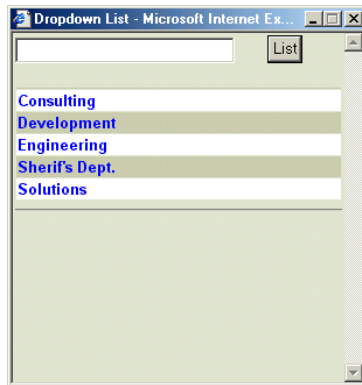 Dropdown List - Microsoft Internet Ex...
List
Consulting
Development
Engineering
Sherif's Dept.
Solutions